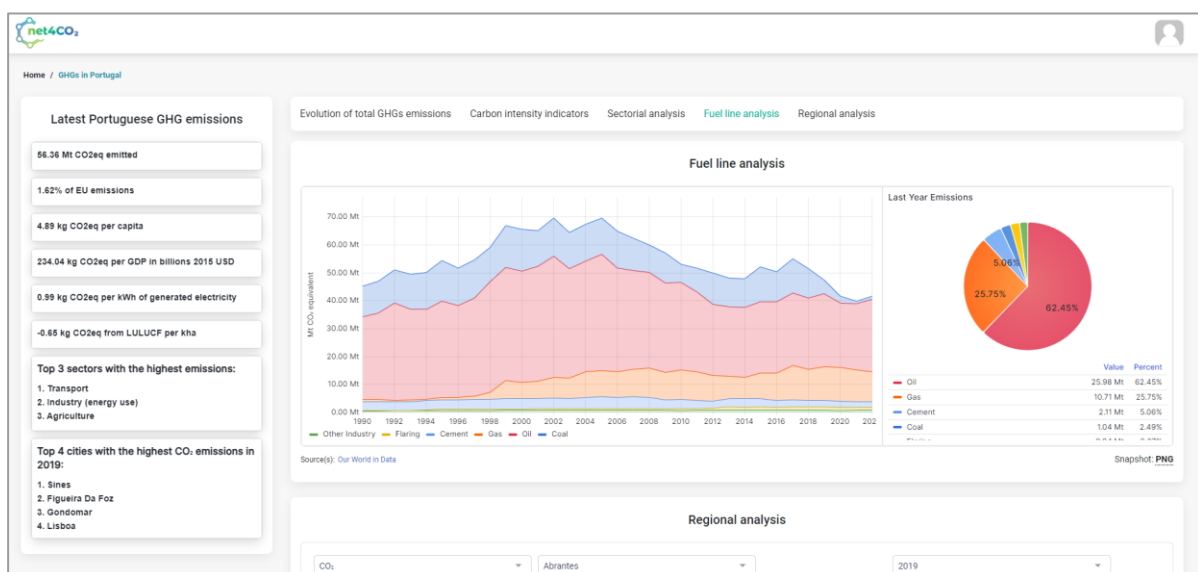 net4CO₂
Home / GHGs in Portugal
Latest Portuguese GHG emissions
56.36 Mt CO2eq emitted
1.62% of EU emissions
4.89 kg CO2eq per capita
234.04 kg CO2eq per GDP in billions 2015 USD
0.99 kg CO2eq per kWh of generated electricity
-0.65 kg CO2eq from LULUCF per kha
Top 3 sectors with the highest emissions:
1. Transport
2. Industry (energy use)
3. Agriculture
Top 4 cities with the highest CO₂ emissions in
2019:
1. Sines
2. Figueira Da Foz
3. Gondomar
4. Lisboa
Evolution of total GHGs emissions Carbon intensity indicators Sectorial analysis Fuel line analysis Regional analysis
Fuel line analysis
Mt CO₂ equivalent
70.00 Mt
60.00 Mt
50.00 Mt
40.00 Mt
30.00 Mt
20.00 Mt
10.00 Mt
0.00 Mt
1990 1992 1994 1996 1998 2000 2002 2004 2006 2008 2010 2012 2014 2016 2018 2020 202
Other Industry Flaring Cement Gas Oil Coal
Last Year Emissions
5.06%
25.75%
62.45%
Value Percent
Oil 25.98 Mt 62.45%
Gas 10.71 Mt 25.75%
Cement 2.11 Mt 5.06%
Coal 1.04 Mt 2.49%
Source(s): Our World in Data
Snapshot: PNG
Regional analysis
CO₂ Abrantes 2019